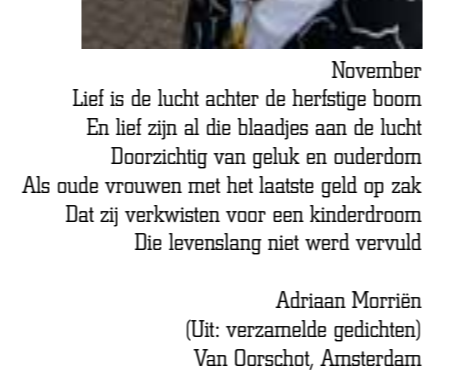 November
Lief is de lucht achter de herfstige boom
En lief zijn al die blaadjes aan de lucht
Doorzichtig van geluk en ouderdom
Als oude vrouwen met het laatste geld op zak
Dat zij verkwisten voor een kinderdroom
Die levenslang niet werd vervuld
Adriaan Morriën
(Uit: verzamelde gedichten)
Van Oorschot, Amsterdam